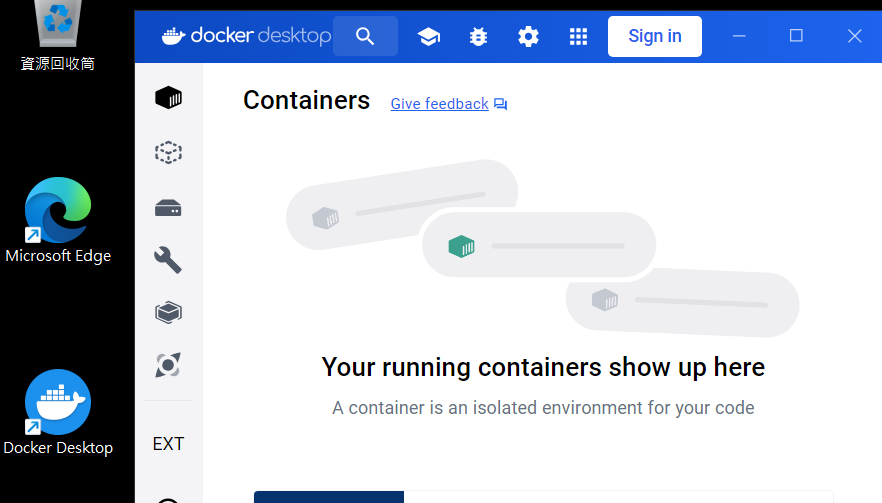 資源回收筒
Microsoft Edge
Docker Desktop
docker desktop
Sign in
Containers
Give feedback
Your running containers show up here
A container is an isolated environment for your code
EXT